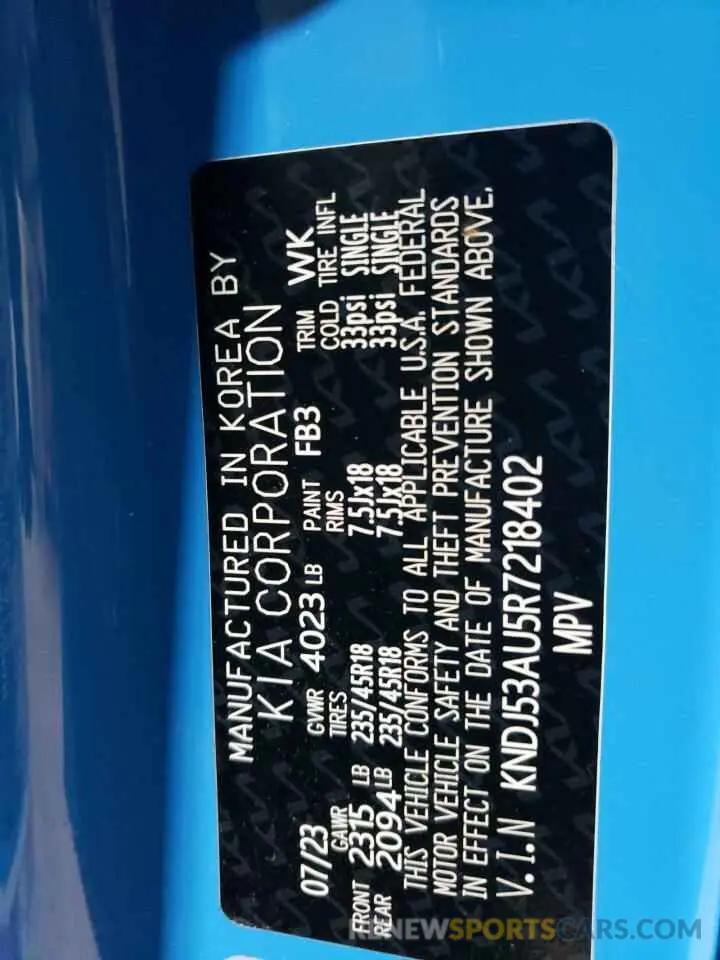 MANUFACTURED IN KOREA BY
KIA CORPORATION
07/23 GVWR 4023 LB PAINT FB3 TRIM WK
GAWR TIRES RIMS COLD TIRE INFL
FRONT 2315 LB 235/45R18 7.5Jx18 33psi SINGLE
REAR 2094 LB 235/45R18 7.5Jx18 33psi SINGLE
THIS VEHICLE CONFORMS TO ALL APPLICABLE U.S.A. FEDERAL
MOTOR VEHICLE SAFETY AND THEFT PREVENTION STANDARDS
IN EFFECT ON THE DATE OF MANUFACTURE SHOWN ABOVE.
V.I.N KNDJ53AU5R7218402
MPV
RENEWSPORTSCARS.COM